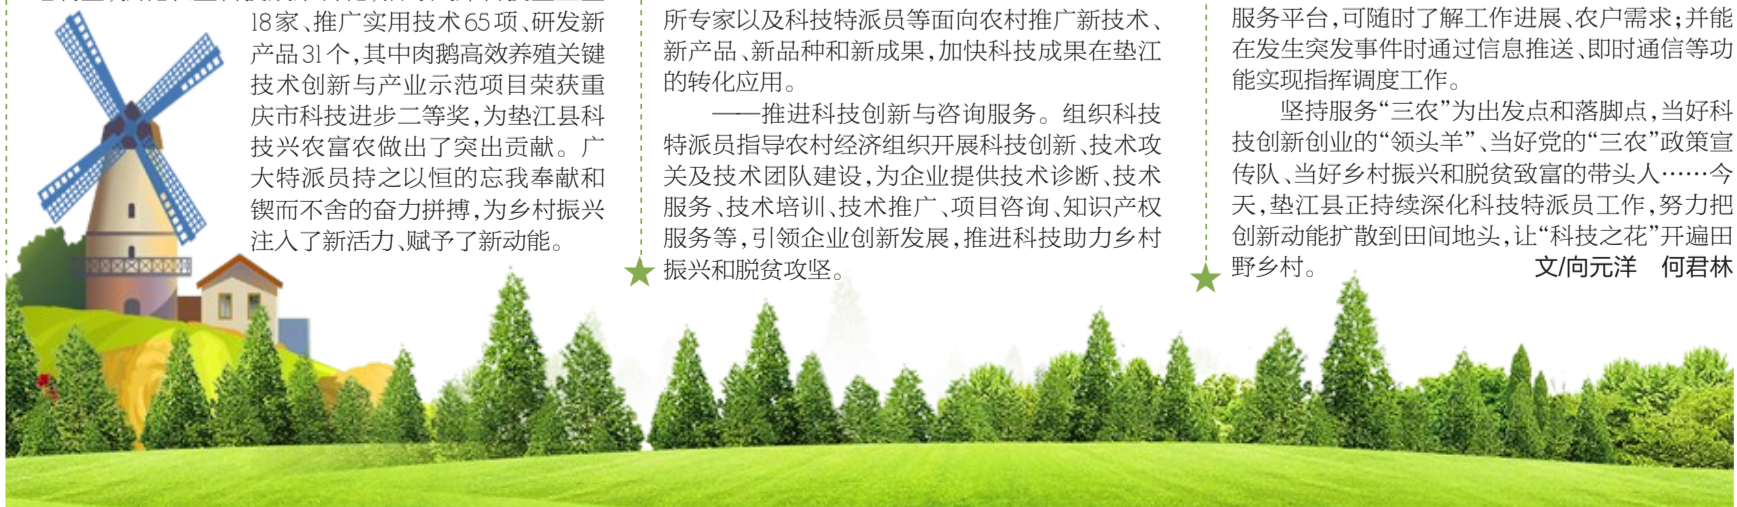 18家、推广实用技术65项、研发新
产品31个，其中肉鹅高效养殖关键
技术创新与产业示范项目荣获重
庆市科技进步二等奖，为垫江县科
技兴农富农做出了突出贡献。广
大特派员持之以恒的忘我奉献和
锲而不舍的奋力拼搏，为乡村振兴
注入了新活力、赋予了新动能。
所专家以及科技特派员等面向农村推广新技术、
新产品、新品种和新成果，加快科技成果在垫江
的转化应用。
——推进科技创新与咨询服务。组织科技
特派员指导农村经济组织开展科技创新、技术攻
关及技术团队建设，为企业提供技术诊断、技术
服务、技术培训、技术推广、项目咨询、知识产权
服务等，引领企业创新发展，推进科技助力乡村
振兴和脱贫攻坚。
服务平台，可随时了解工作进展、农户需求；并能
在发生突发事件时通过信息推送、即时通信等功
能实现指挥调度工作。
坚持服务“三农”为出发点和落脚点，当好科
技创新创业的“领头羊”、当好党的“三农”政策宣
传队、当好乡村振兴和脱贫致富的带头人……今
天，垫江县正持续深化科技特派员工作，努力把
创新动能扩散到田间地头，让“科技之花”开遍田
野乡村。 文/向元洋 何君林